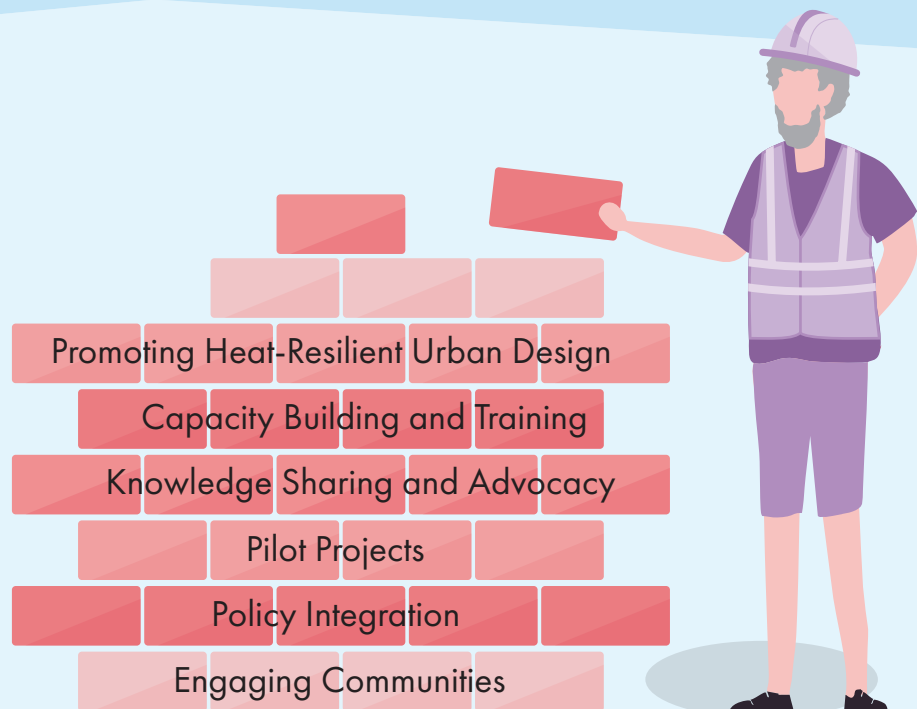 Promoting Heat-Resilient Urban Design
Capacity Building and Training
Knowledge Sharing and Advocacy
Pilot Projects
Policy Integration
Engaging Communities